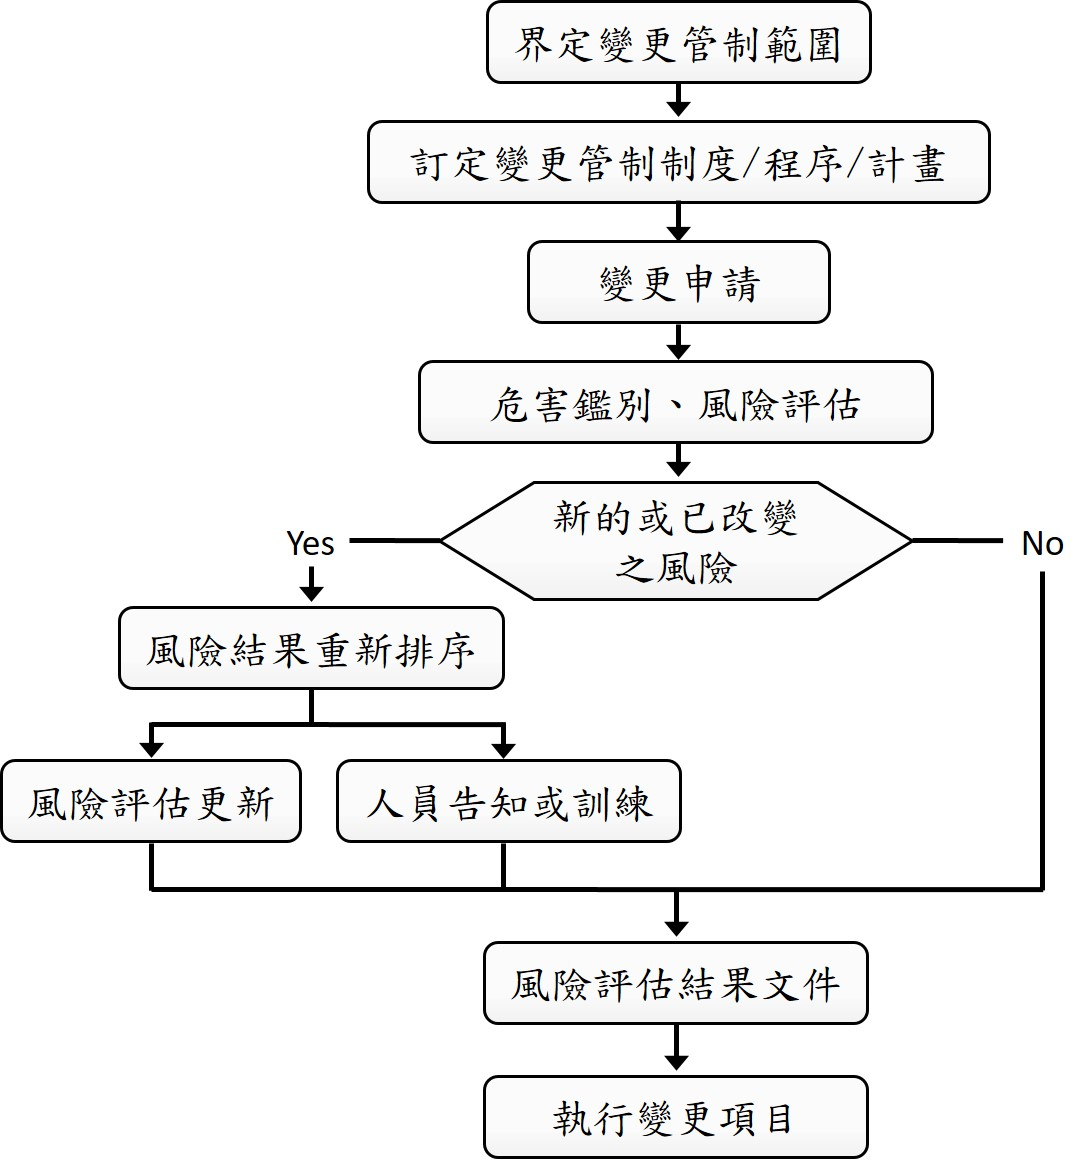 界定變更管制範圍
訂定變更管制制度/程序/計畫
變更申請
危害鑑別、風險評估
新的或已改變
之風險
Yes
No
風險結果重新排序
風險評估更新
人員告知或訓練
風險評估結果文件
執行變更項目